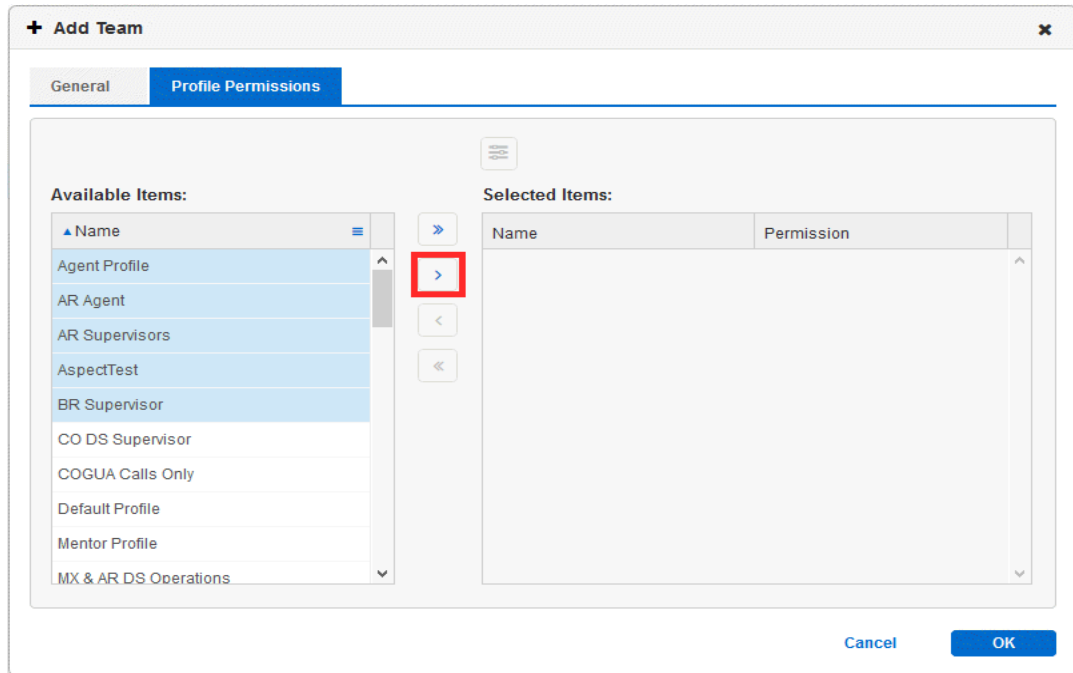 Add Team
General
Profile Permissions
Available Items:
Selected Items:
Name
Name
Permission
Agent Profile
AR Agent
AR Supervisors
AspectTest
BR Supervisor
CO DS Supervisor
COGUA Calls Only
Default Profile
Mentor Profile
MX & AR DS Operations
Cancel
OK